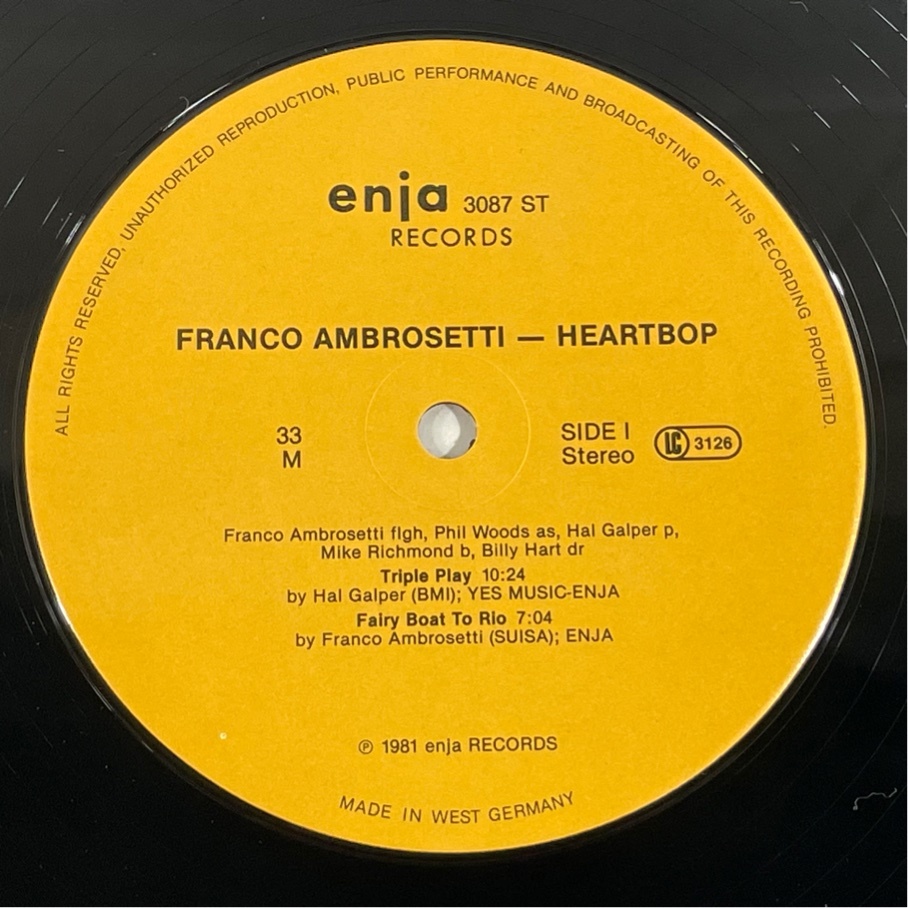 ALL RIGHTS RESERVED, UNAUTHORIZED REPRODUCTION, PUBLIC PERFORMANCE AND BROADCASTING OF THIS RECORDING PROHIBITED.
enja 3087 ST
RECORDS
FRANCO AMBROSETTI — HEARTBOP
33
M
SIDE I
Stereo
LC 3126
Franco Ambrosetti flgh, Phil Woods as, Hal Galper p,
Mike Richmond b, Billy Hart dr
Triple Play 10:24
by Hal Galper (BMI); YES MUSIC-ENJA
Fairy Boat To Rio 7:04
by Franco Ambrosetti (SUISA); ENJA
℗ 1981 enja RECORDS
MADE IN WEST GERMANY